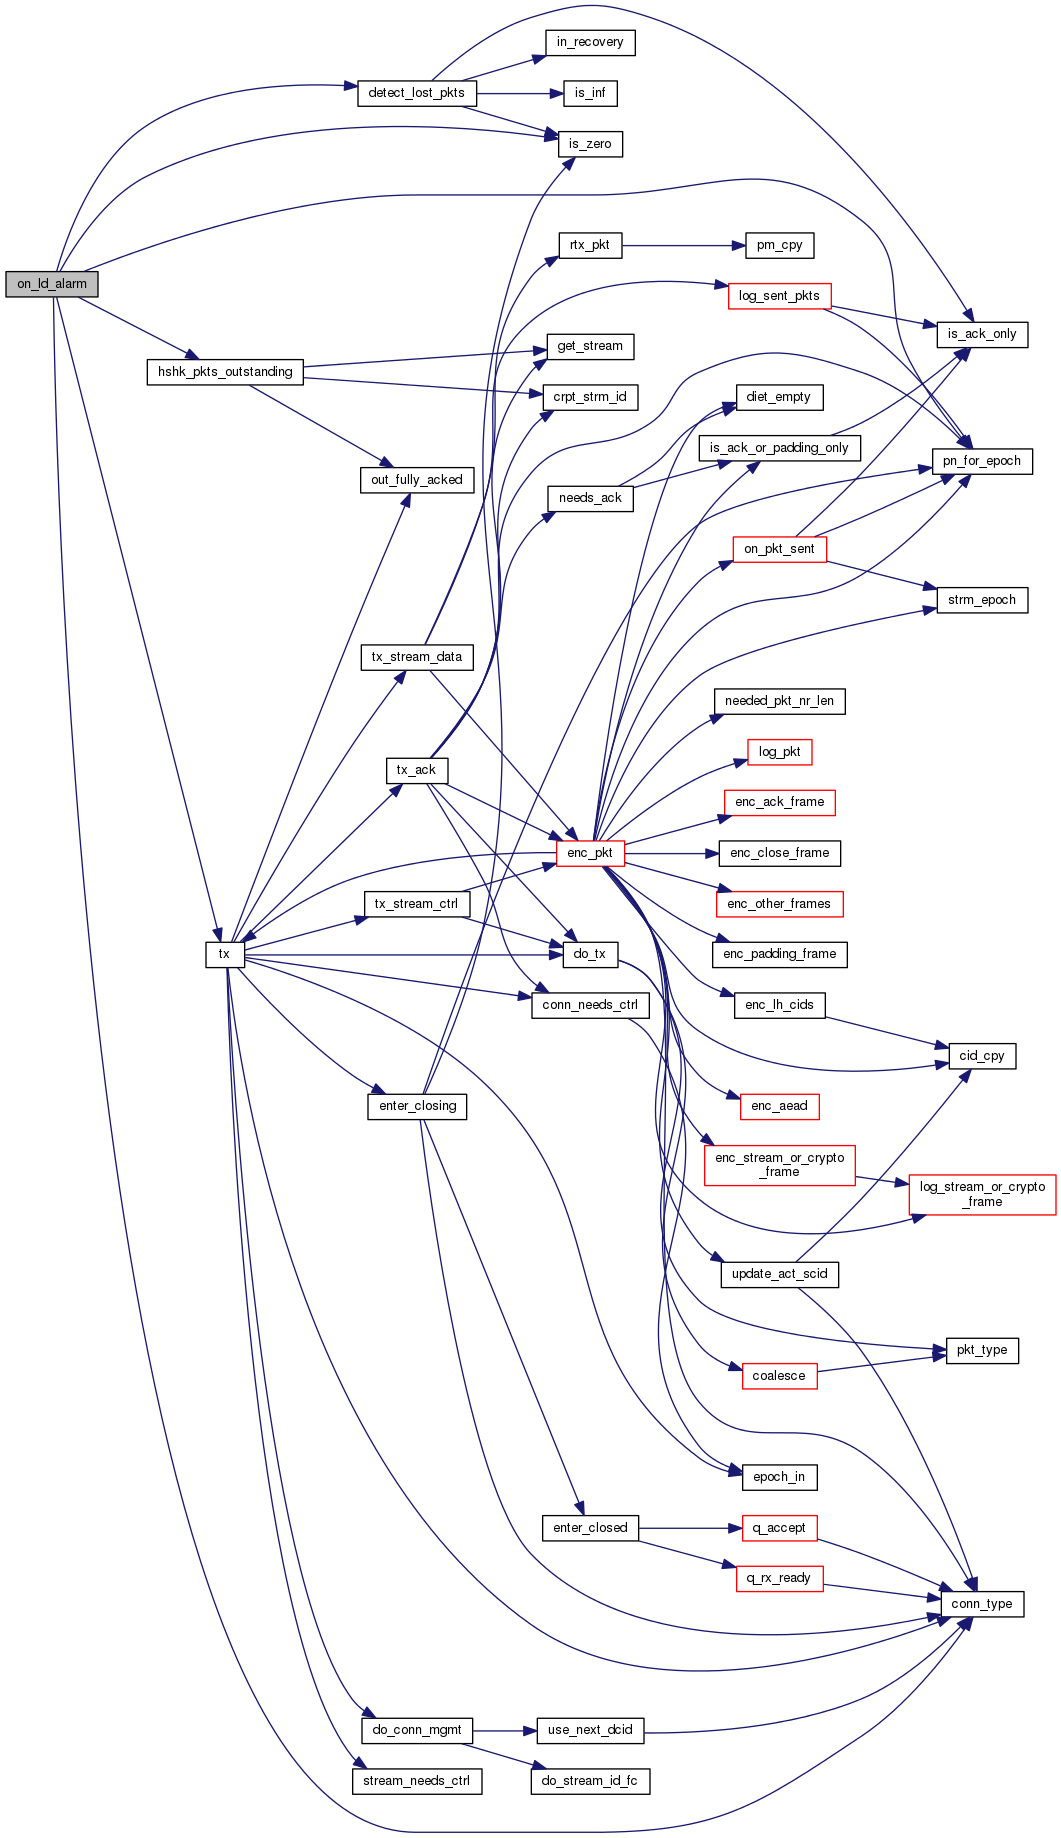 in_recovery
detect_lost_pkts
is_inf
is_zero
rtx_pkt
pm_cpy
on_ld_alarm
log_sent_pkts
is_ack_only
get_stream
hshk_pkts_outstanding
crpt_strm_id
diet_empty
is_ack_or_padding_only
pn_for_epoch
out_fully_acked
needs_ack
on_pkt_sent
strm_epoch
tx_stream_data
needed_pkt_nr_len
log_pkt
tx_ack
enc_ack_frame
enc_pkt
enc_close_frame
tx_stream_ctrl
enc_other_frames
tx
do_tx
enc_padding_frame
conn_needs_ctrl
enc_lh_cids
cid_cpy
enter_closing
enc_aead
enc_stream_or_crypto
_frame
log_stream_or_crypto
_frame
update_act_scid
pkt_type
coalesce
epoch_in
enter_closed
q_accept
q_rx_ready
conn_type
do_conn_mgmt
use_next_dcid
stream_needs_ctrl
do_stream_id_fc